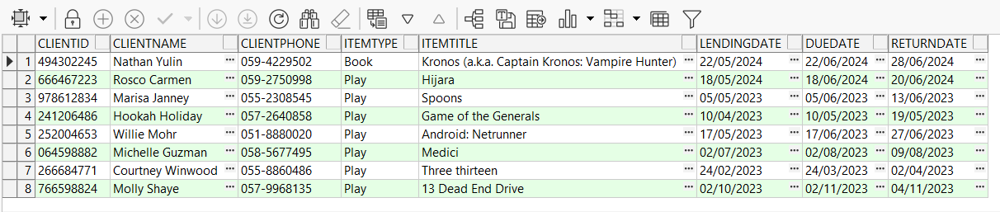 CLIENTID CLIENTNAME CLIENTPHONE ITEMTYPE ITEMTITLE LENDINGDATE DUEDATE RETURNDATE
1 494302245 Nathan Yulin ... 059-4229502 Book Kronos (a.k.a. Captain Kronos: Vampire Hunter) ... 22/05/2024 ... 22/06/2024 ... 28/06/2024 ...
2 666467223 Rosco Carmen ... 059-2750998 Play Hijara ... 18/05/2024 ... 18/06/2024 ... 20/06/2024 ...
3 978612834 Marisa Janney ... 055-2308545 Play Spoons ... 05/05/2023 ... 05/06/2023 ... 13/06/2023 ...
4 241206486 Hookah Holiday ... 057-2640858 Play Game of the Generals ... 10/04/2023 ... 10/05/2023 ... 19/05/2023 ...
5 252004653 Willie Mohr ... 051-8880020 Play Android: Netrunner ... 17/05/2023 ... 17/06/2023 ... 27/06/2023 ...
6 064598882 Michelle Guzman ... 058-5677495 Play Medici ... 02/07/2023 ... 02/08/2023 ... 09/08/2023 ...
7 266684771 Courtney Winwood ... 055-8860486 Play Three thirteen ... 24/02/2023 ... 24/03/2023 ... 02/04/2023 ...
8 766598824 Molly Shaye ... 057-9968135 Play 13 Dead End Drive ... 02/10/2023 ... 02/11/2023 ... 04/11/2023 ...